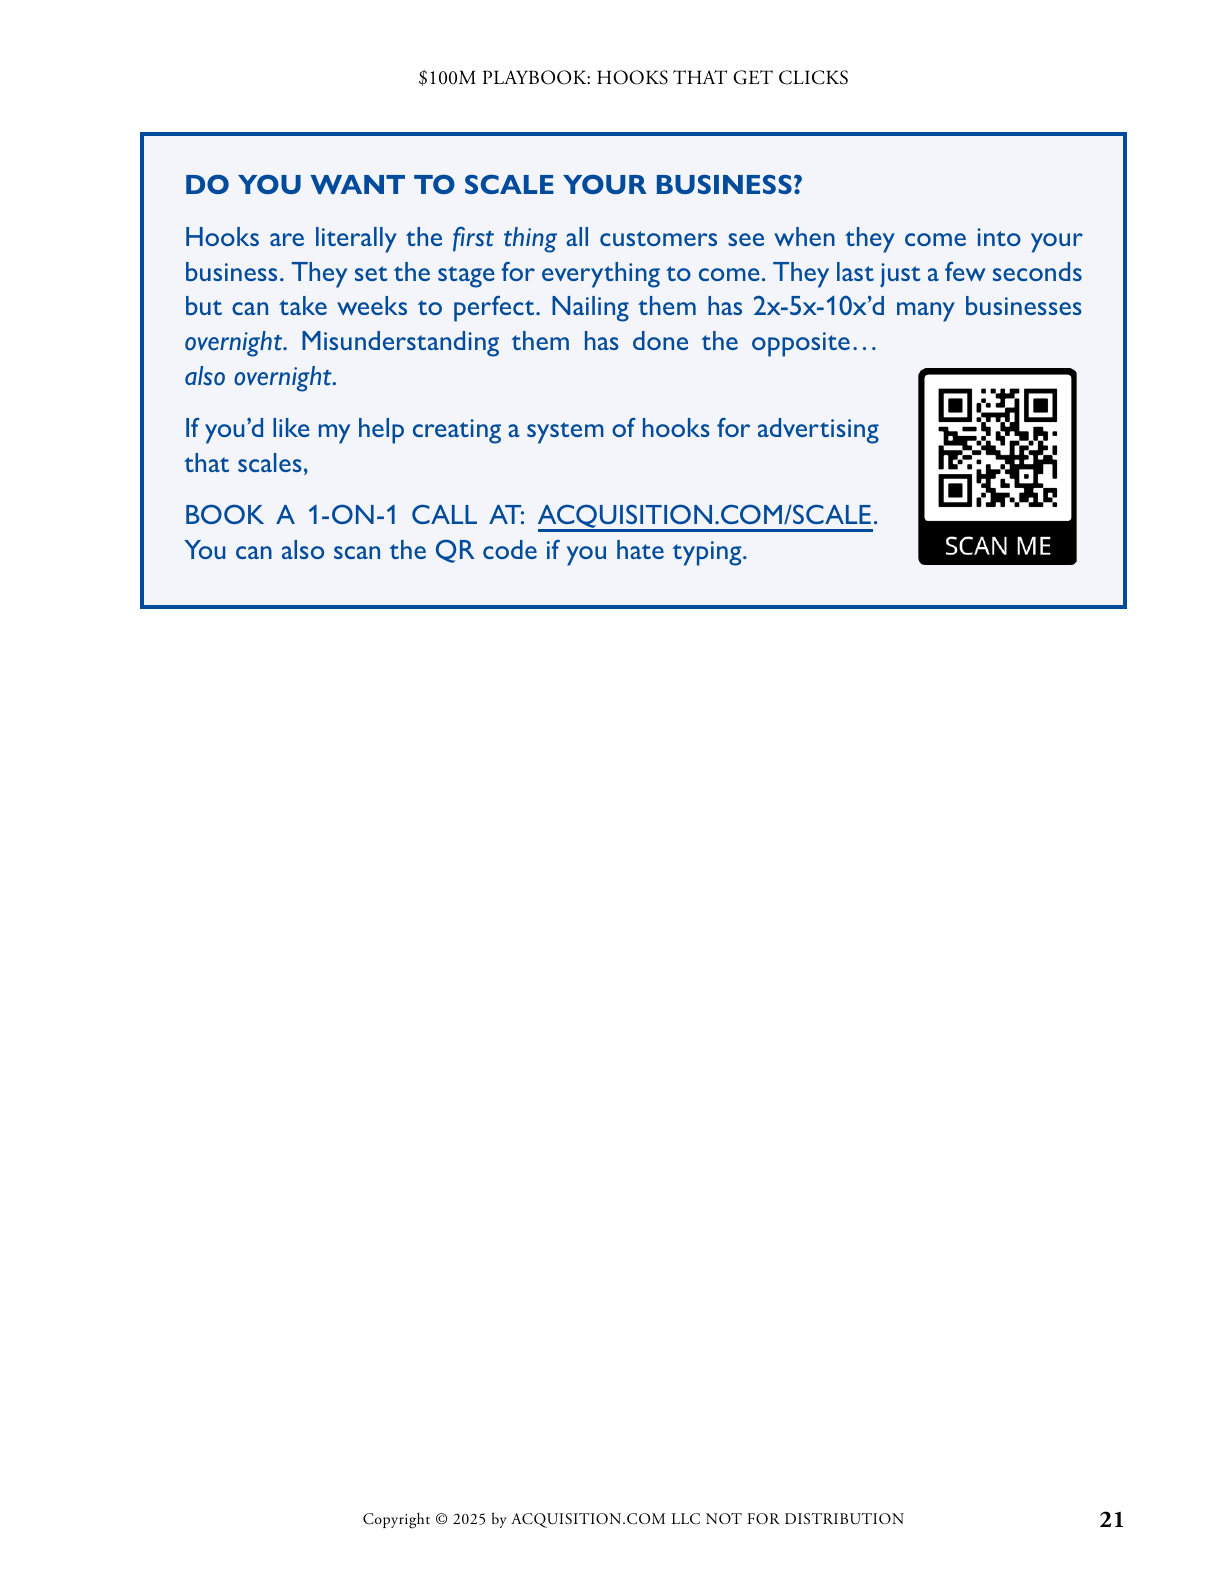 $100M PLAYBOOK: HOOKS THAT GET CLICKS
DO YOU WANT TO SCALE YOUR BUSINESS?
Hooks are literally the first thing all customers see when they come into your
business. They set the stage for everything to come. They last just a few seconds
but can take weeks to perfect. Nailing them has 2x-5x-10x’d many businesses
overnight. Misunderstanding them has done the opposite…
also overnight.
If you’d like my help creating a system of hooks for advertising
that scales,
BOOK A 1-ON-1 CALL AT: ACQUISITION.COM/SCALE.
You can also scan the QR code if you hate typing.
SCAN ME
Copyright © 2025 by ACQUISITION.COM LLC NOT FOR DISTRIBUTION
21